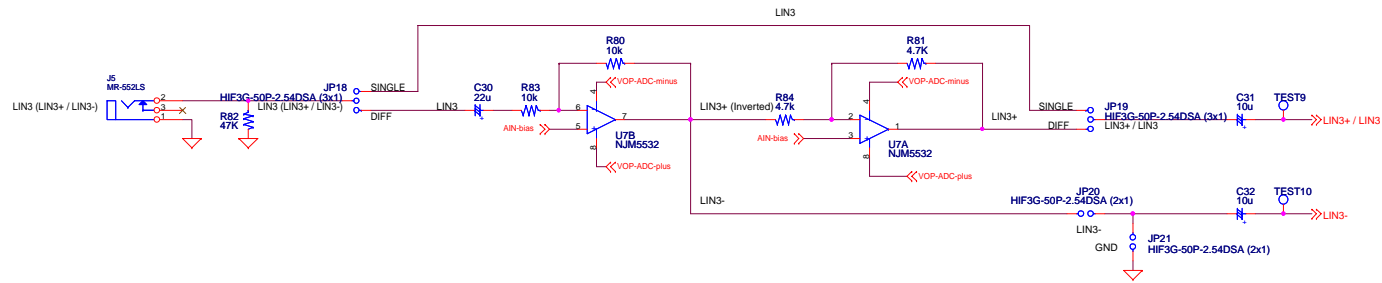 LIN3
R80
10k
R81
4.7K
J5
MR-552LS
JP18
SINGLE
C30
22u
R83
10k
4
VOP-ADC-minus
4
VOP-ADC-minus
LIN3 (LIN3+ / LIN3-)
2
3
1
HIF3G-50P-2.54DSA (3x1)
LIN3 (LIN3+ / LIN3-)
DIFF
LIN3
R82
47K
6
5
7
AIN-bias
U7B
NJM5532
8
VOP-ADC-plus
LIN3+ (Inverted)
R84
4.7k
2
3
1
AIN-bias
U7A
NJM5532
8
VOP-ADC-plus
LIN3+
SINGLE
DIFF
JP19
HIF3G-50P-2.54DSA (3x1)
LIN3+ / LIN3
C31
10u
+
TEST9
LIN3+ / LIN3
LIN3-
JP20
HIF3G-50P-2.54DSA (2x1)
LIN3-
GND
JP21
HIF3G-50P-2.54DSA (2x1)
C32
10u
+
TEST10
LIN3-